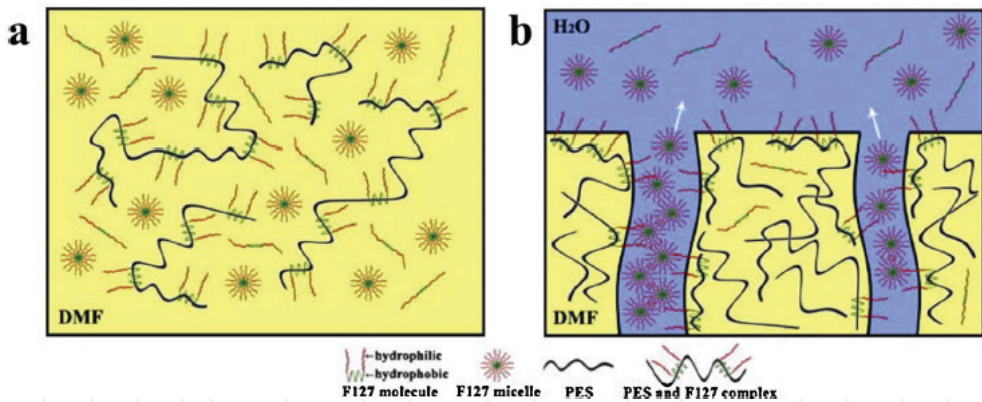 a
b
H2O
DMF
DMF
←hydrophilic
←hydrophobic
F127 molecule F127 micelle PES PES and F127 complex